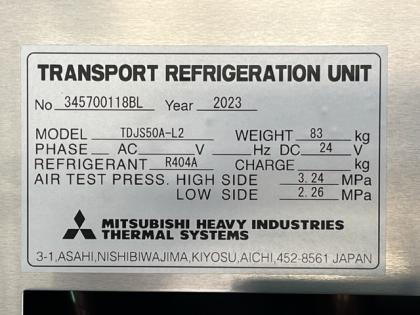 TRANSPORT REFRIGERATION UNIT
No 345700118BL Year 2023
MODEL TDJS50A-L2 WEIGHT 83 kg
PHASE AC V Hz DC 24 V
REFRIGERANT R404A CHARGE kg
AIR TEST PRESS. HIGH SIDE 3.24 MPa
LOW SIDE 2.26 MPa
MITSUBISHI HEAVY INDUSTRIES
THERMAL SYSTEMS
3-1,ASAHI,NISHIBIWAJIMA,KIYOSU,AICHI,452-8561 JAPAN